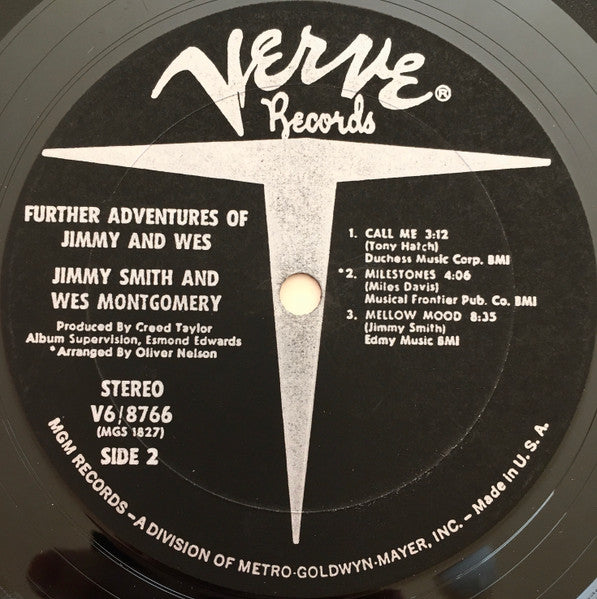 VERVE®
Records
FURTHER ADVENTURES OF
JIMMY AND WES
JIMMY SMITH AND
WES MONTGOMERY
Produced By Creed Taylor
Album Supervision, Esmond Edwards
*Arranged By Oliver Nelson
STEREO
V6/8766
(MGS 1827)
SIDE 2
1. CALL ME 3:12
(Tony Hatch)
Duchess Music Corp. BMI
*2. MILESTONES 4:06
(Miles Davis)
Musical Frontier Pub. Co. BMI
3. MELLOW MOOD 8:35
(Jimmy Smith)
Edmy Music BMI
MGM RECORDS – A DIVISION OF METRO-GOLDWYN-MAYER, INC. – Made in U. S. A.